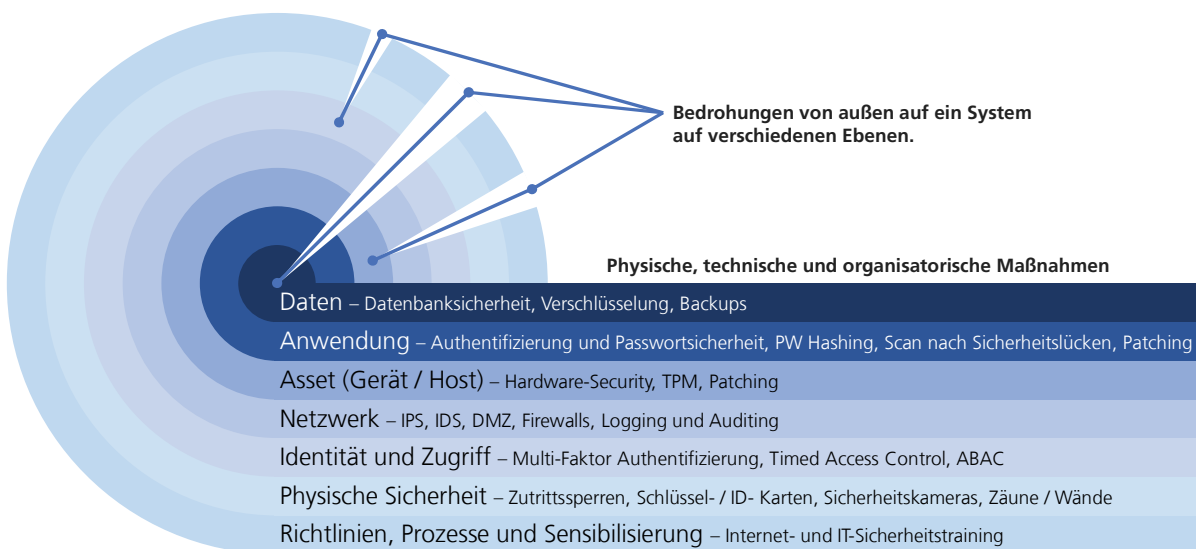 Bedrohungen von außen auf ein System
auf verschiedenen Ebenen.
Physische, technische und organisatorische Maßnahmen
Daten – Datenbanksicherheit, Verschlüsselung, Backups
Anwendung – Authentifizierung und Passwortsicherheit, PW Hashing, Scan nach Sicherheitslücken, Patching
Asset (Gerät / Host) – Hardware-Security, TPM, Patching
Netzwerk – IPS, IDS, DMZ, Firewalls, Logging und Auditing
Identität und Zugriff – Multi-Faktor Authentifizierung, Timed Access Control, ABAC
Physische Sicherheit – Zutrittssperren, Schlüssel- / ID- Karten, Sicherheitskameras, Zäune / Wände
Richtlinien, Prozesse und Sensibilisierung – Internet- und IT-Sicherheitstraining